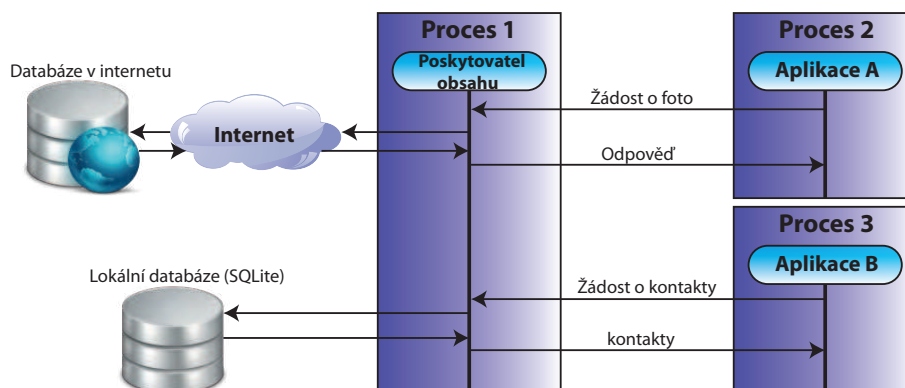 Proces 1
Poskytovatel
obsahu
Proces 2
Aplikace A
Databáze v internetu
Internet
Žádost o foto
Odpověď
Proces 3
Aplikace B
Lokální databáze (SQLite)
Žádost o kontakty
kontakty